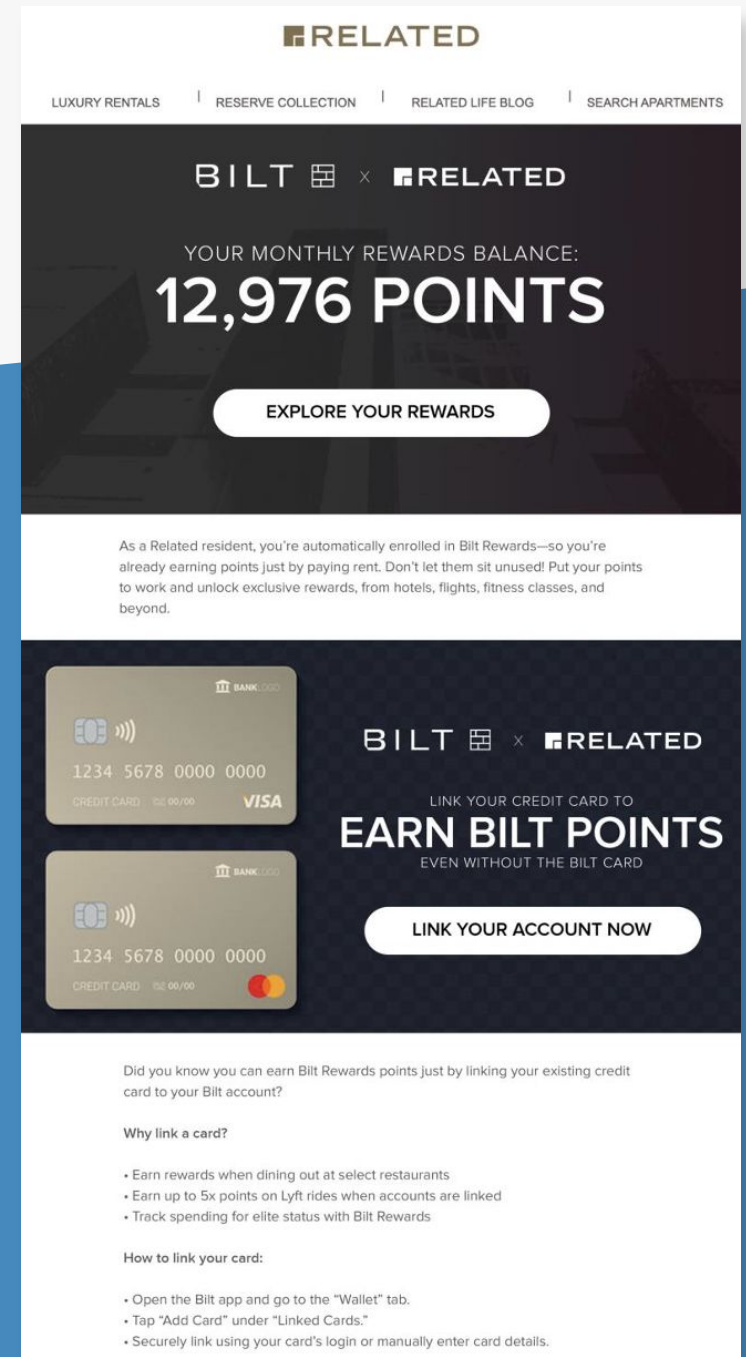 RELATED
LUXURY RENTALS | RESERVE COLLECTION | RELATED LIFE BLOG | SEARCH APARTMENTS
BILT x RELATED
YOUR MONTHLY REWARDS BALANCE:
12,976 POINTS
EXPLORE YOUR REWARDS
As a Related resident, you're automatically enrolled in Bilt Rewards—so you're
already earning points just by paying rent. Don't let them sit unused! Put your points
to work and unlock exclusive rewards, from hotels, flights, fitness classes, and
beyond.
BANK LOGO
1234 5678 0000 0000
CREDIT CARD 00/00 VISA
BILT x RELATED
LINK YOUR CREDIT CARD TO
EARN BILT POINTS
EVEN WITHOUT THE BILT CARD
LINK YOUR ACCOUNT NOW
BANK LOGO
1234 5678 0000 0000
CREDIT CARD 00/00
Did you know you can earn Bilt Rewards points just by linking your existing credit
card to your Bilt account?
Why link a card?
• Earn rewards when dining out at select restaurants
• Earn up to 5x points on Lyft rides when accounts are linked
• Track spending for elite status with Bilt Rewards
How to link your card:
• Open the Bilt app and go to the "Wallet" tab.
• Tap "Add Card" under "Linked Cards."
• Securely link using your card's login or manually enter card details.